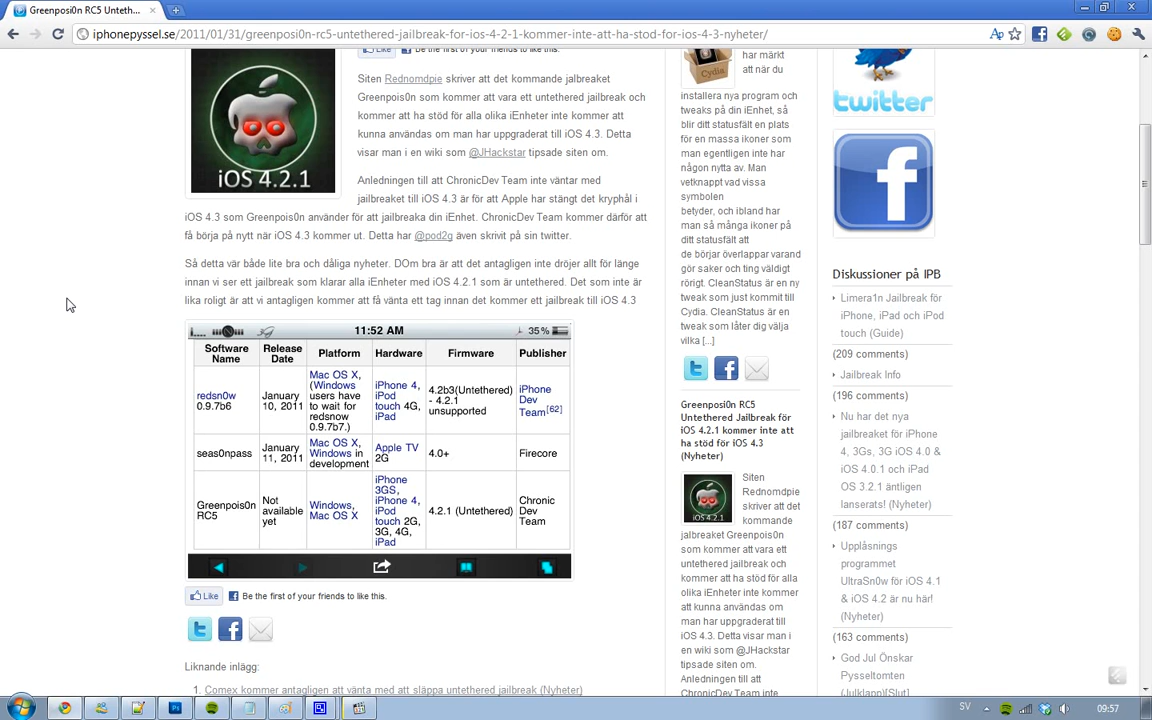 Greenposi0n RC5 Unteth...
iphonepyssel.se/2011/01/31/greenposi0n-rc5-untethered-jailbreak-for-ios-4-2-1-kommer-inte-att-ha-stod-for-ios-4-3-nyheter/
iOS 4.2.1
Like
Be the first of your friends to like this.
Siten Rednomdpie skriver att det kommande jalbreaket
Greenpois0n som kommer att vara ett untethered jailbreak och
kommer att ha stöd för alla olika iEnheter inte kommer att
kunna användas om man har uppgraderat till iOS 4.3. Detta
visar man i en wiki som @JHackstar tipsade siten om.
Anledningen till att ChronicDev Team inte väntar med
jailbreaket till iOS 4.3 är för att Apple har stängt det kryphål i
iOS 4.3 som Greenpois0n använder för att jailbreaka din iEnhet. ChronicDev Team kommer därför att
få börja på nytt när iOS 4.3 kommer ut. Detta har @pod2g även skrivit på sin twitter.
Så detta vår både lite bra och dåliga nyheter. DOm bra är att det antagligen inte dröjer allt för länge
innan vi ser ett jailbreak som klarar alla iEnheter med iOS 4.2.1 som är untethered. Det som inte är
lika roligt är att vi antagligen kommer att få vänta ett tag innan det kommer ett jailbreak till iOS 4.3
11:52 AM
35%
Software Name
Release Date
Platform
Hardware
Firmware
Publisher
redsn0w 0.9.7b6
January 10, 2011
Mac OS X,
(Windows
users have
to wait for
redsnow
0.9.7b7.)
iPhone 4,
iPod
touch 4G,
iPad
4.2b3(Untethered)
- 4.2.1
unsupported
iPhone
Dev
Team[62]
seas0npass
January 11, 2011
Mac OS X,
Windows in
development
Apple TV
2G
4.0+
Firecore
Greenpois0n
RC5
Not
available
yet
Windows,
Mac OS X
iPhone
3GS,
iPhone 4,
iPod
touch 2G,
3G, 4G,
iPad
4.2.1 (Untethered)
Chronic
Dev
Team
Like
Be the first of your friends to like this.
Liknande inlägg:
1. Comex kommer antagligen att vänta med att släppa untethered jailbreak (Nyheter)
Cydia
har märkt
att när du
installera nya program och
tweaks på din iEnhet, så
blir ditt statusfält en plats
för en massa ikoner som
man egentligen inte har
någon nytta av. Man
vetknappt vad vissa
symbolen
betyder, och ibland har
man så många ikoner på
ditt statusfält att
de börjar överlappar varand
gör saker och ting väldigt
rörigt. CleanStatus är en ny
tweak som just kommit till
Cydia. CleanStatus är en
tweak som låter dig välja
vilka [...]
Greenposi0n RC5
Untethered Jailbreak för
iOS 4.2.1 kommer inte att
ha stöd för iOS 4.3
(Nyheter)
iOS 4.2.1
Siten
Rednomdpie
skriver att det
kommande
jalbreaket Greenpois0n
som kommer att vara ett
untethered jailbreak och
kommer att ha stöd för alla
olika iEnheter inte kommer
att kunna användas om
man har uppgraderat till
iOS 4.3. Detta visar man i
en wiki som @JHackstar
tipsade siten om.
Anledningen till att
ChronicDev Team inte
twitter
f
Diskussioner på IPB
Limera1n Jailbreak för
iPhone, iPad och iPod
touch (Guide)
(209 comments)
Jailbreak Info
(196 comments)
Nu har det nya
jailbreaket för iPhone
4, 3Gs, 3G iOS 4.0 &
iOS 4.0.1 och iPad
OS 3.2.1 äntligen
lanserats! (Nyheter)
(187 comments)
Upplåsnings
programmet
UltraSn0w för iOS 4.1
& iOS 4.2 är nu här!
(Nyheter)
(163 comments)
God Jul Önskar
Pysseltomten
(Julklapp)[Slut]
SV
09:57